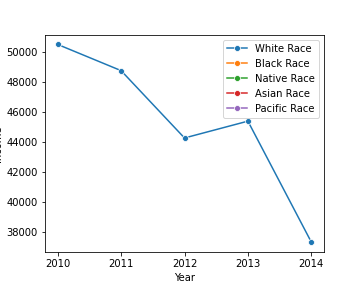 50000
48000
46000
44000
42000
40000
38000
White Race
Black Race
Native Race
Asian Race
Pacific Race
2010 2011 2012 2013 2014
Year